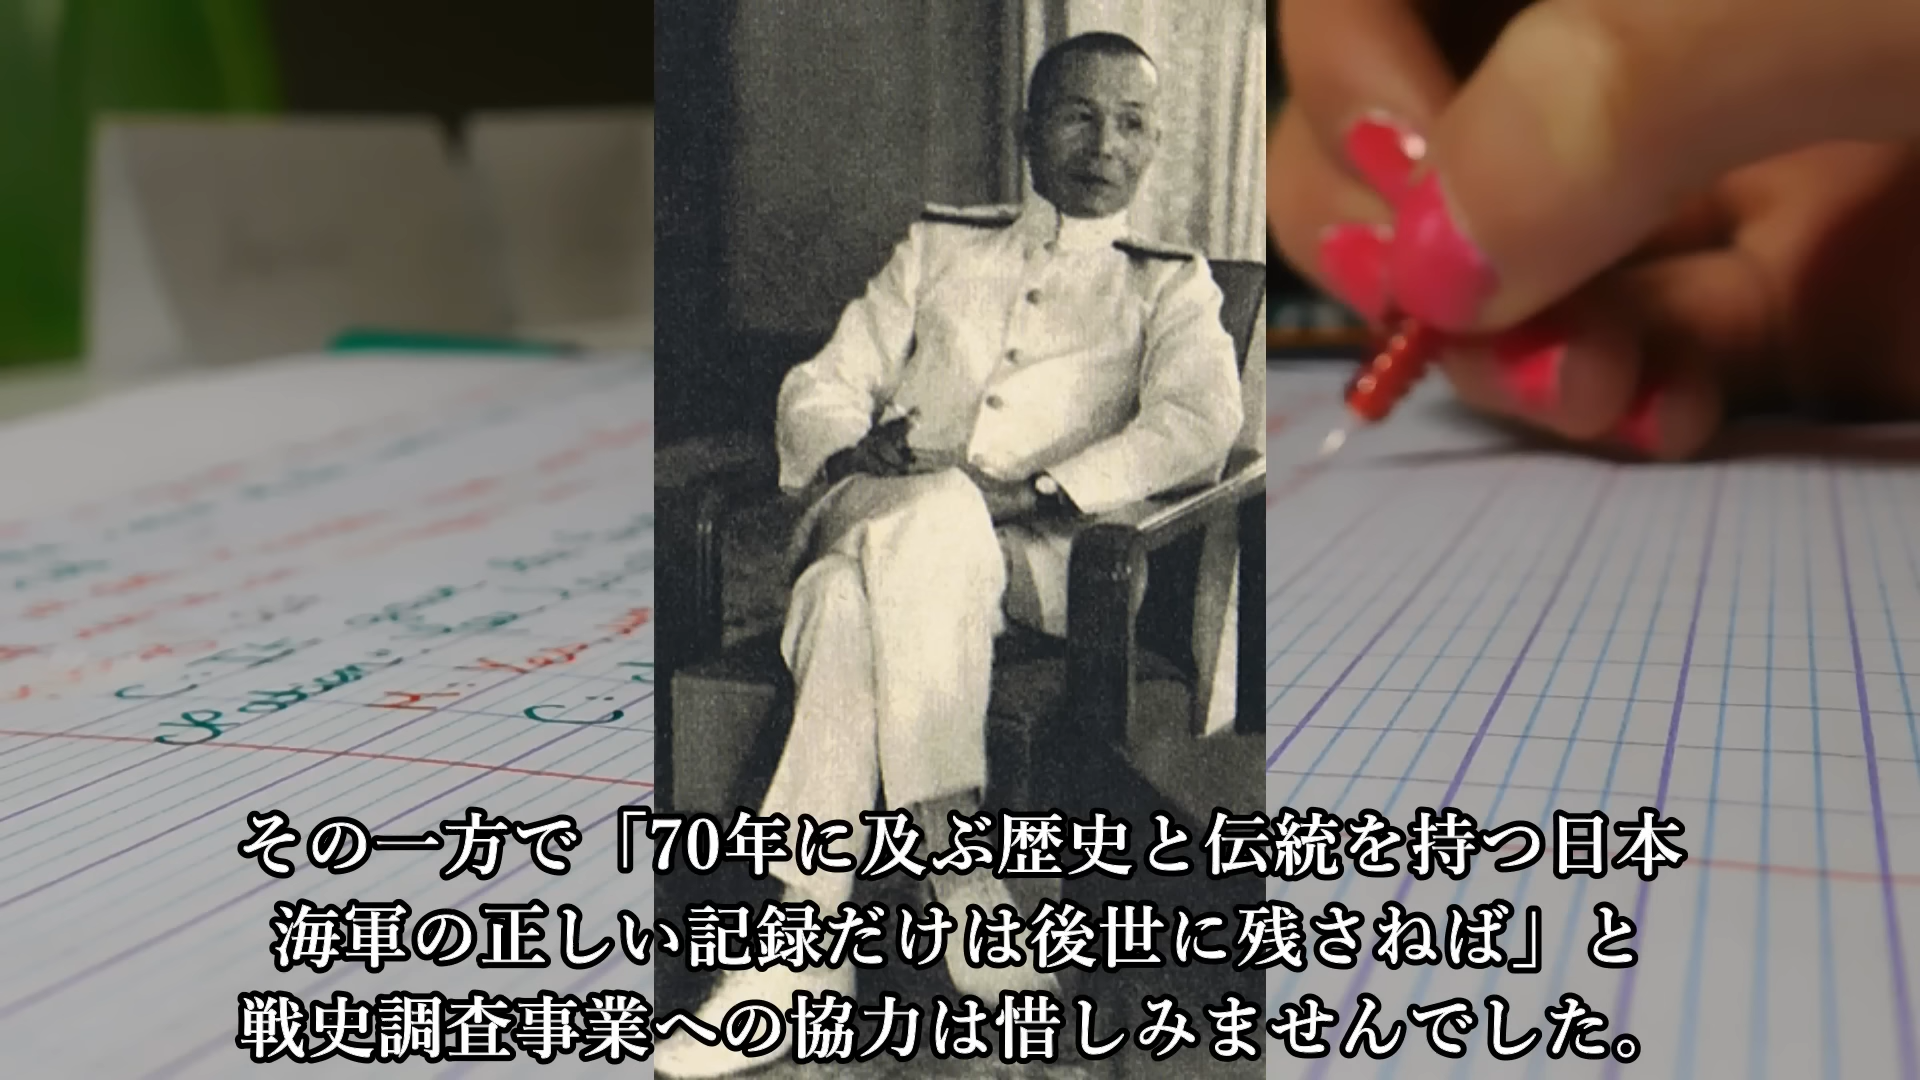 その一方で「70年に及ぶ歴史と伝統を持つ日本
海軍の正しい記録だけは後世に残さねば」と
戦史調査事業への協力は惜しみませんでした。